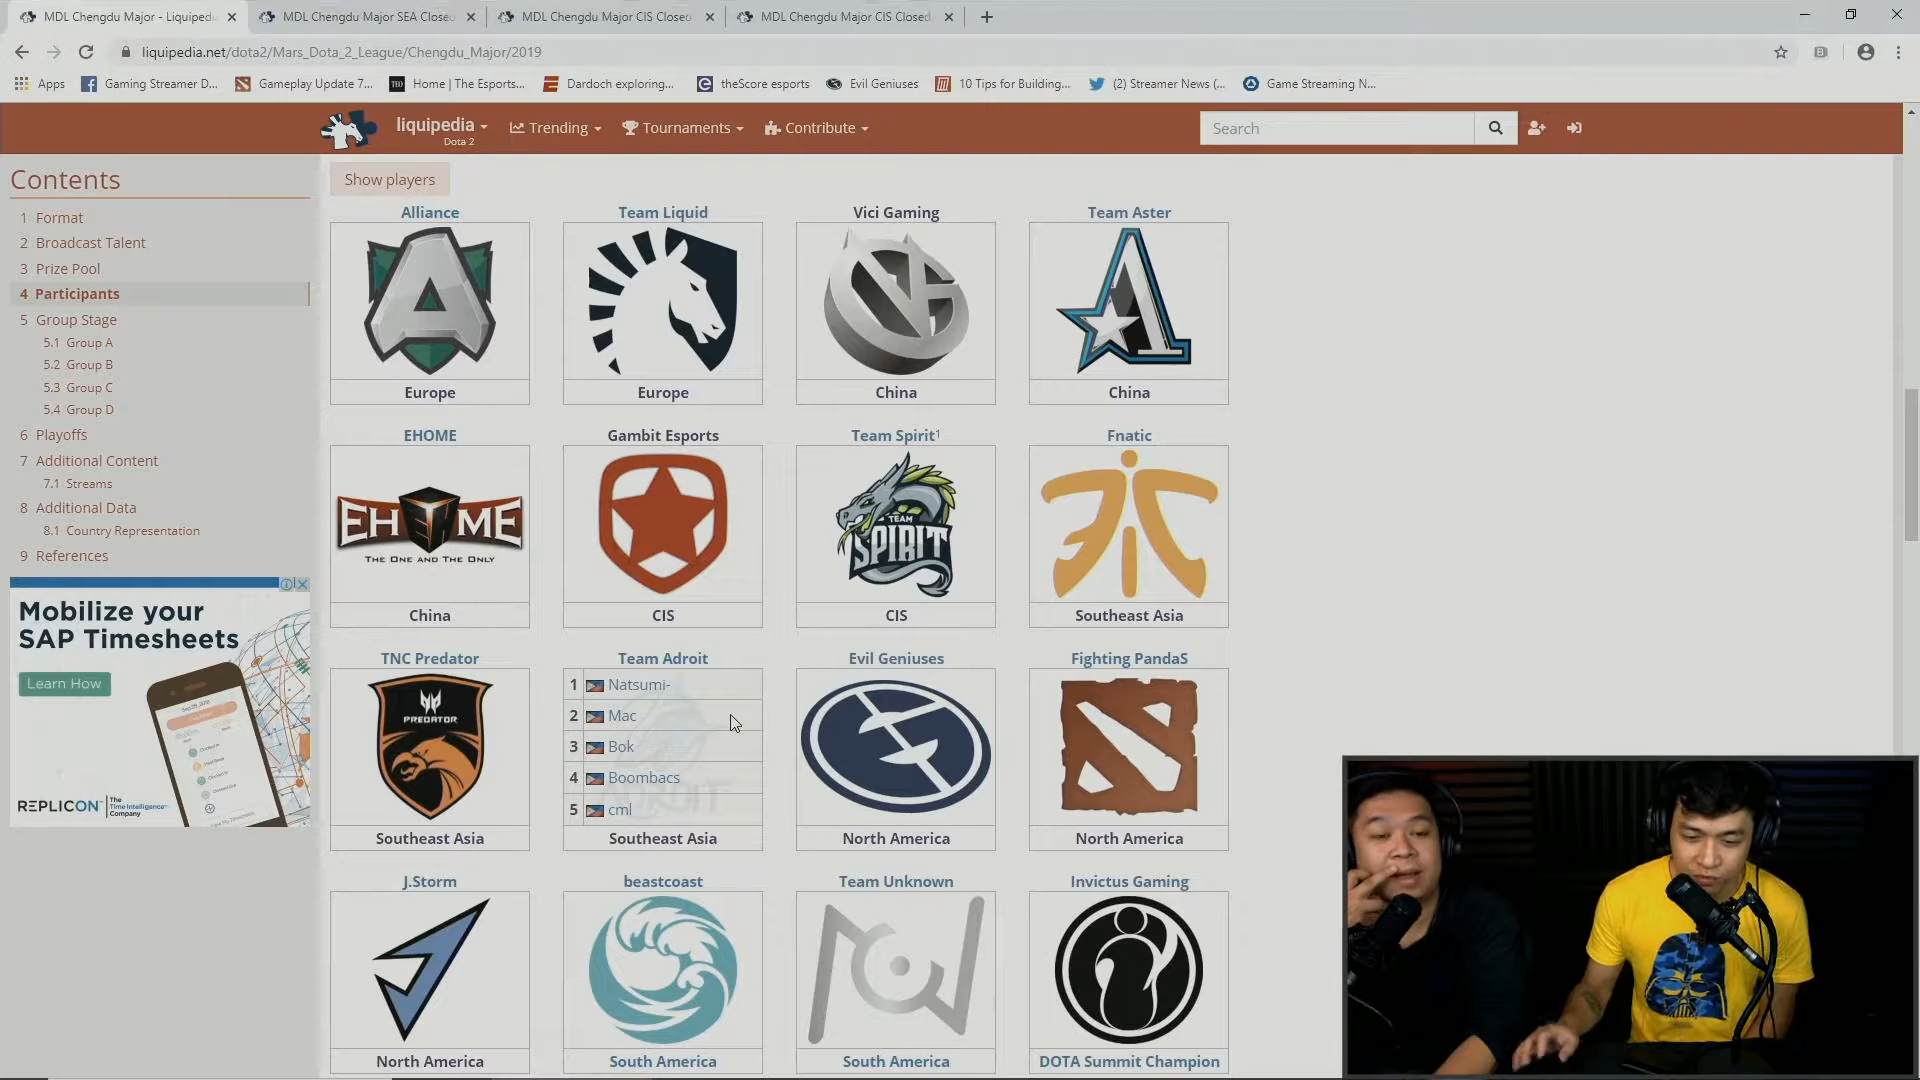 MDL Chengdu Major - Liquipedi
MDL Chengdu Major SEA Closed
MDL Chengdu Major CIS Closed
MDL Chengdu Major CIS Closed
liquipedia.net/dota2/Mars_Dota_2_League/Chengdu_Major/2019
Apps
Gaming Streamer D...
Gameplay Update 7...
Home | The Esports...
Dardoch exploring...
theScore esports
Evil Geniuses
10 Tips for Building...
(2) Streamer News (...
Game Streaming N...
liquipedia
Dota 2
Trending
Tournaments
Contribute
Search
Contents
1 Format
2 Broadcast Talent
3 Prize Pool
4 Participants
5 Group Stage
5.1 Group A
5.2 Group B
5.3 Group C
5.4 Group D
6 Playoffs
7 Additional Content
7.1 Streams
8 Additional Data
8.1 Country Representation
9 References
Mobilize your
SAP Timesheets
Learn How
REPLICON
The
Time Intelligence
Company
Show players
Alliance
Team Liquid
Vici Gaming
Team Aster
Europe
Europe
China
China
EHOME
Gambit Esports
Team Spirit1
Fnatic
EHOME
THE ONE AND THE ONLY
TEAM
SPIRIT
China
CIS
CIS
Southeast Asia
TNC Predator
Team Adroit
Evil Geniuses
Fighting PandaS
PREDATOR
1 Natsumi-
2 Mac
3 Bok
4 Boombacs
5 cml
ADROIT
Southeast Asia
Southeast Asia
North America
North America
J.Storm
beastcoast
Team Unknown
Invictus Gaming
North America
South America
South America
DOTA Summit Champion